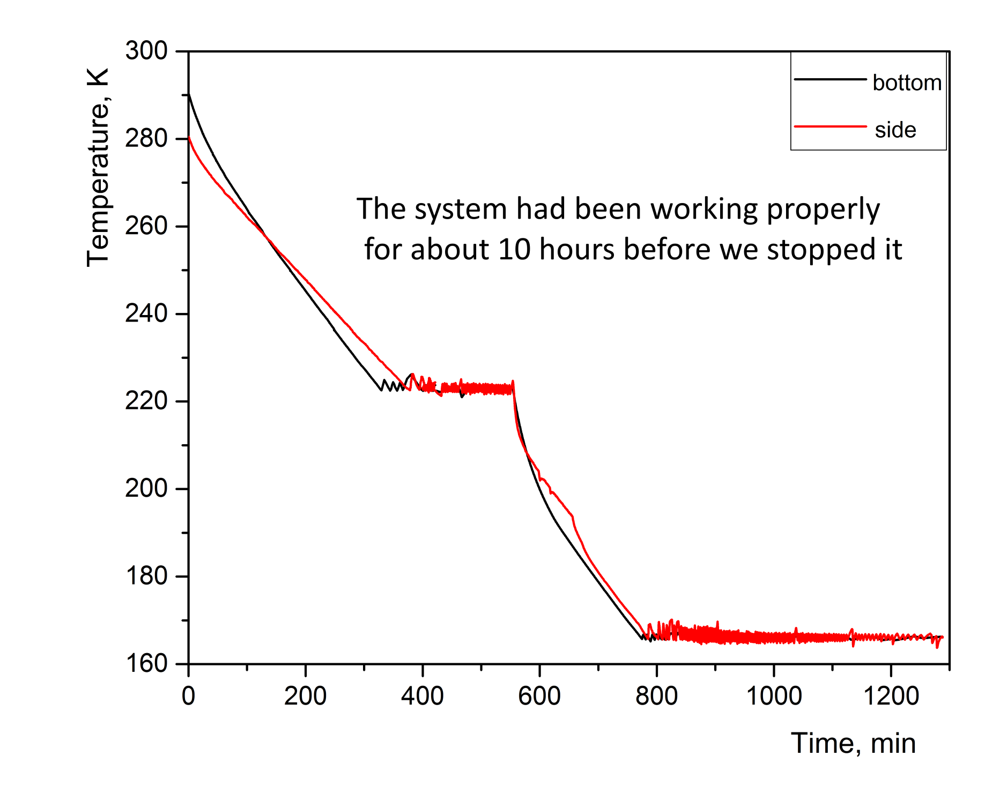 300
280
260
240
220
200
180
160
Temperature, K
bottom
side
The system had been working properly
for about 10 hours before we stopped it
0 200 400 600 800 1000 1200
Time, min